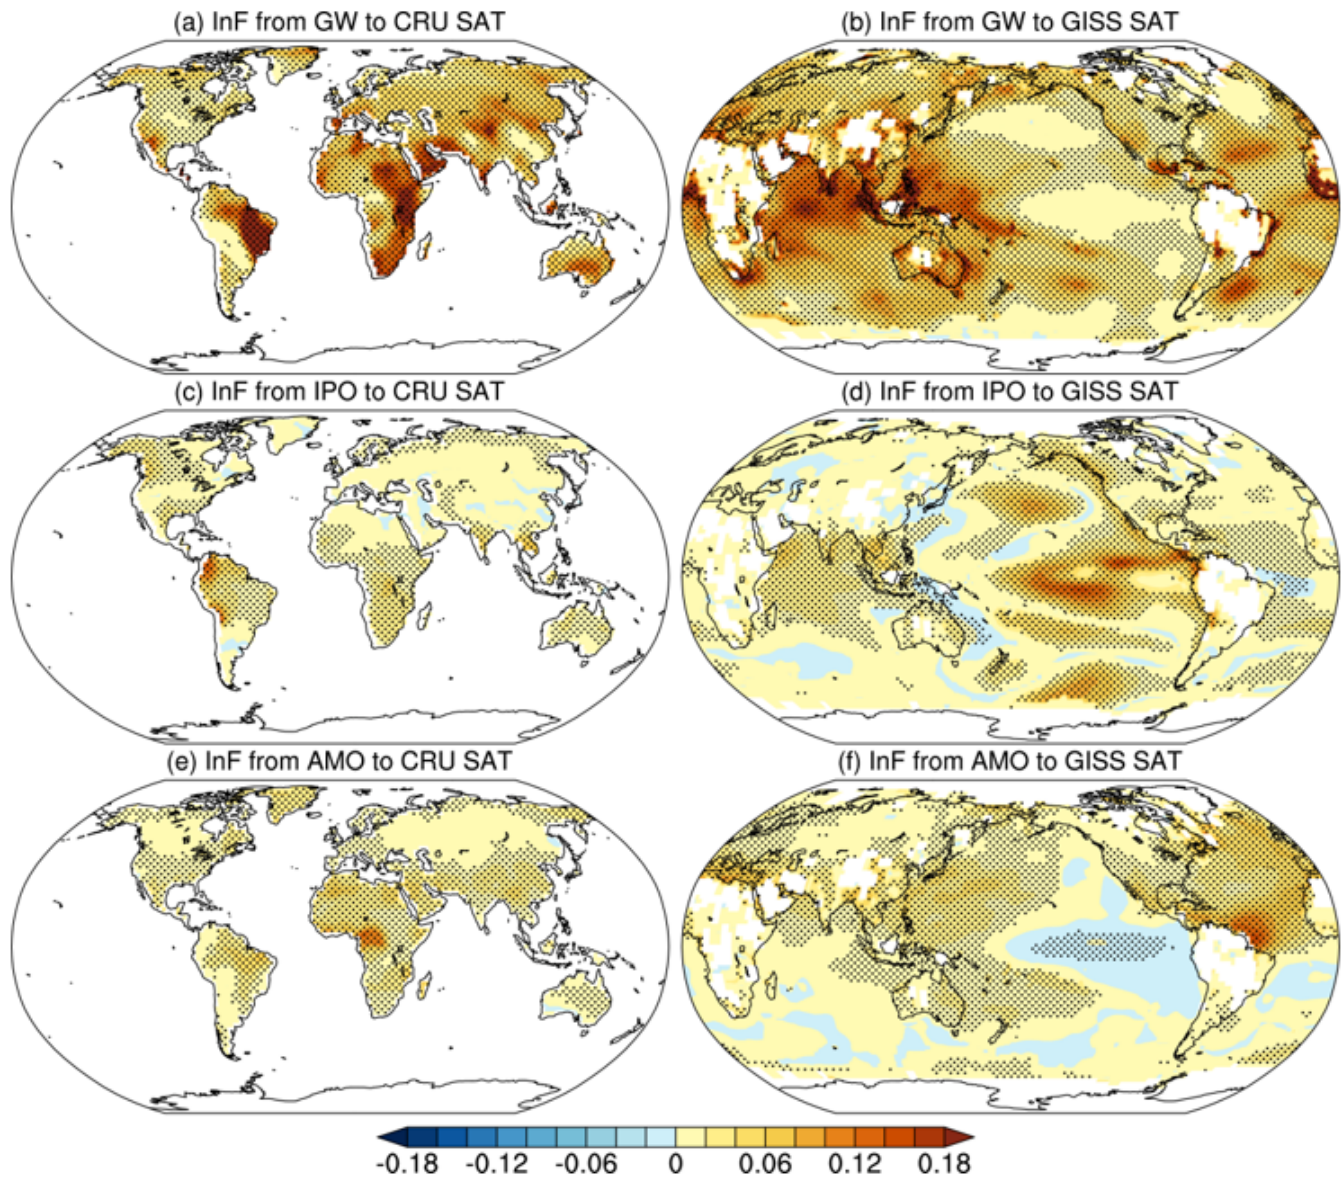 (a) InF from GW to CRU SAT
(b) InF from GW to GISS SAT
(c) InF from IPO to CRU SAT
(d) InF from IPO to GISS SAT
(e) InF from AMO to CRU SAT
(f) InF from AMO to GISS SAT
-0.18 -0.12 -0.06 0 0.06 0.12 0.18